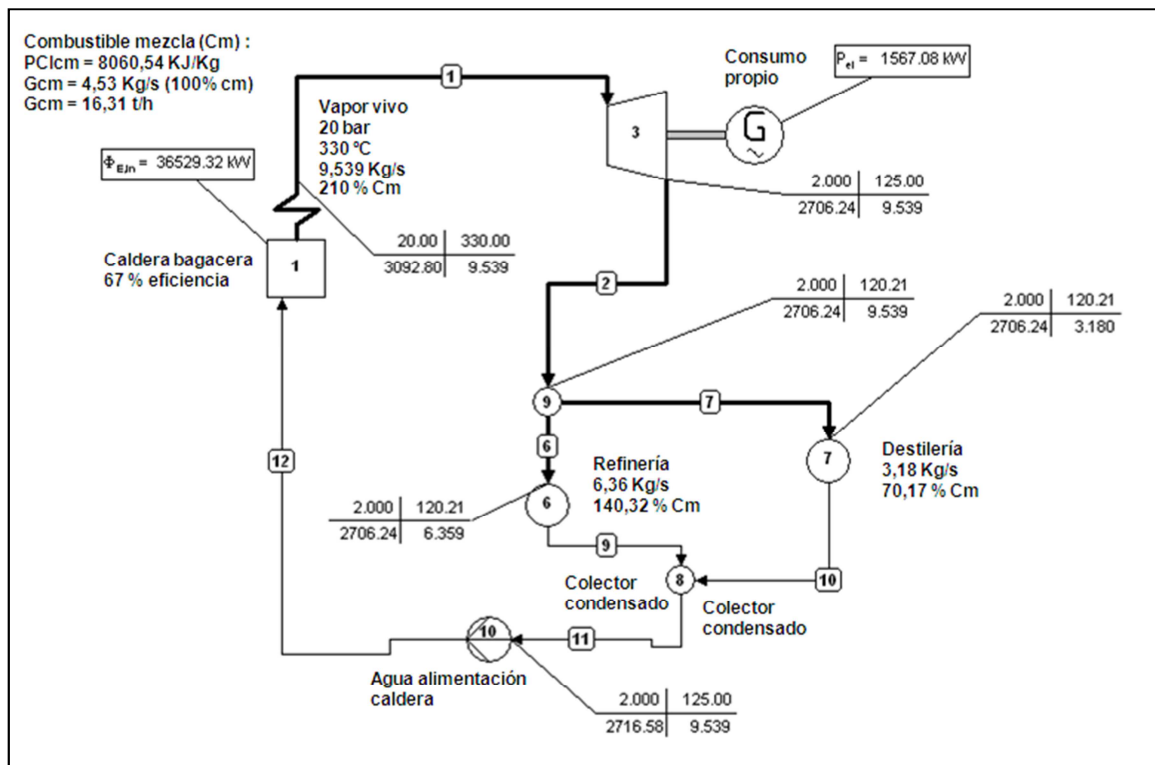 Combustible mezcla (Cm) :
PCIcm = 8060,54 KJ/Kg
Gcm = 4,53 Kg/s (100% cm)
Gcm = 16,31 t/h
Φ E,In = 36529.32 kW
Caldera bagacera
67 % eficiencia
1
1
Vapor vivo
20 bar
330 ºC
9,539 Kg/s
210 % Cm
20.00 330.00
3092.80 9.539
3
Consumo
propio
G
~
P el = 1567.08 kW
2.000 125.00
2706.24 9.539
2
2.000 120.21
2706.24 9.539
2.000 120.21
2706.24 3.180
9
7
6
7
Destilería
3,18 Kg/s
70,17 % Cm
Refinería
6,36 Kg/s
140,32 % Cm
6
2.000 120.21
2706.24 6.359
12
9
8
10
Colector
condensado
Colector
condensado
10
11
Agua alimentación
caldera
2.000 125.00
2716.58 9.539